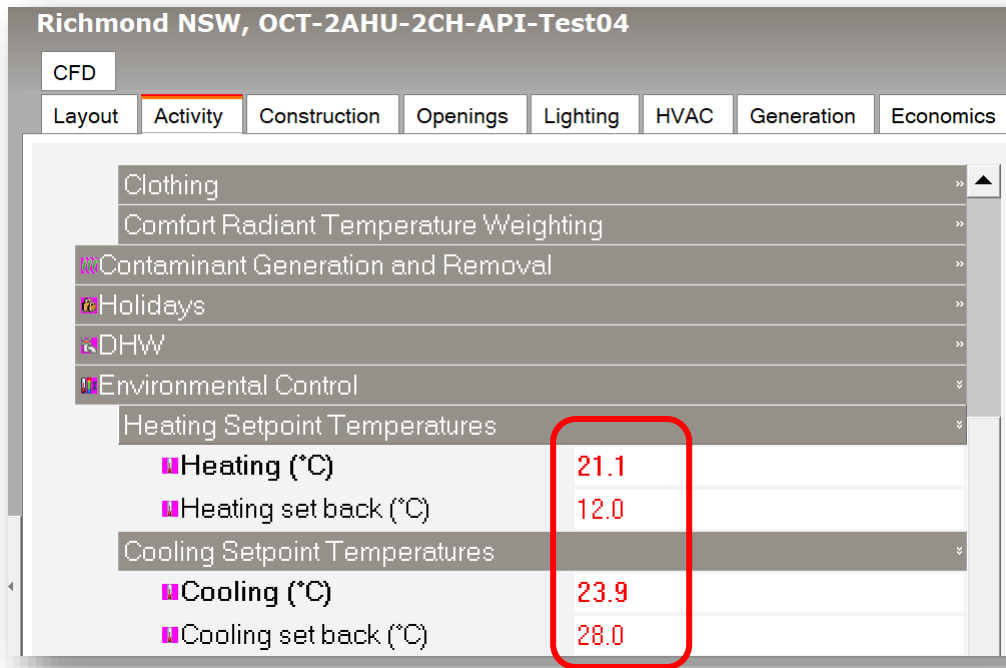 Richmond NSW, OCT-2AHU-2CH-API-Test04
CFD
Layout Activity Construction Openings Lighting HVAC Generation Economics
Clothing
Comfort Radiant Temperature Weighting
Contaminant Generation and Removal
Holidays
DHW
Environmental Control
Heating Setpoint Temperatures
Heating (°C) 21.1
Heating set back (°C) 12.0
Cooling Setpoint Temperatures
Cooling (°C) 23.9
Cooling set back (°C) 28.0